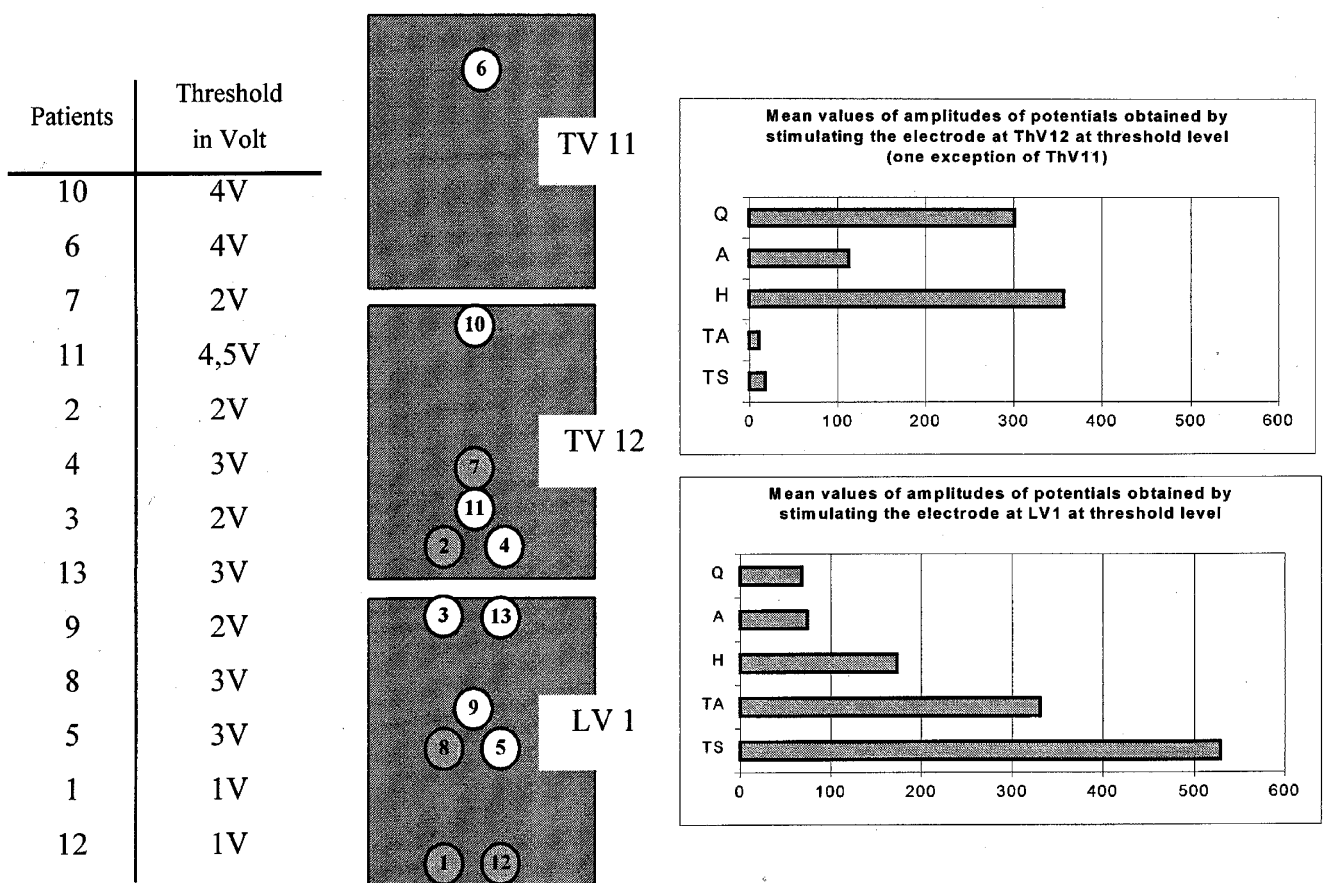 Patients Threshold
in Volt
10 4V
6 4V
7 2V
11 4,5V
2 2V
4 3V
3 2V
13 3V
9 2V
8 3V
5 3V
1 1V
12 1V
6
TV 11
10
TV 12
7
11
2 4
3 13
9
LV 1
8 5
1 12
Mean values of amplitudes of potentials obtained by
stimulating the electrode at ThV12 at threshold level
(one exception of ThV11)
Q
A
H
TA
TS
0 100 200 300 400 500 600
Mean values of amplitudes of potentials obtained by
stimulating the electrode at LV1 at threshold level
Q
A
H
TA
TS
0 100 200 300 400 500 600